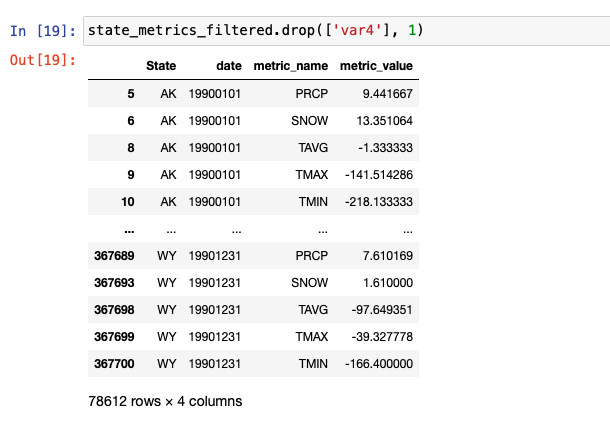 In [19]: state_metrics_filtered.drop(['var4'], 1)
Out[19]:
State date metric_name metric_value
5 AK 19900101 PRCP 9.441667
6 AK 19900101 SNOW 13.351064
8 AK 19900101 TAVG -1.333333
9 AK 19900101 TMAX -141.514286
10 AK 19900101 TMIN -218.133333
... ... ... ... ...
367689 WY 19901231 PRCP 7.610169
367693 WY 19901231 SNOW 1.610000
367698 WY 19901231 TAVG -97.649351
367699 WY 19901231 TMAX -39.327778
367700 WY 19901231 TMIN -166.400000
78612 rows × 4 columns